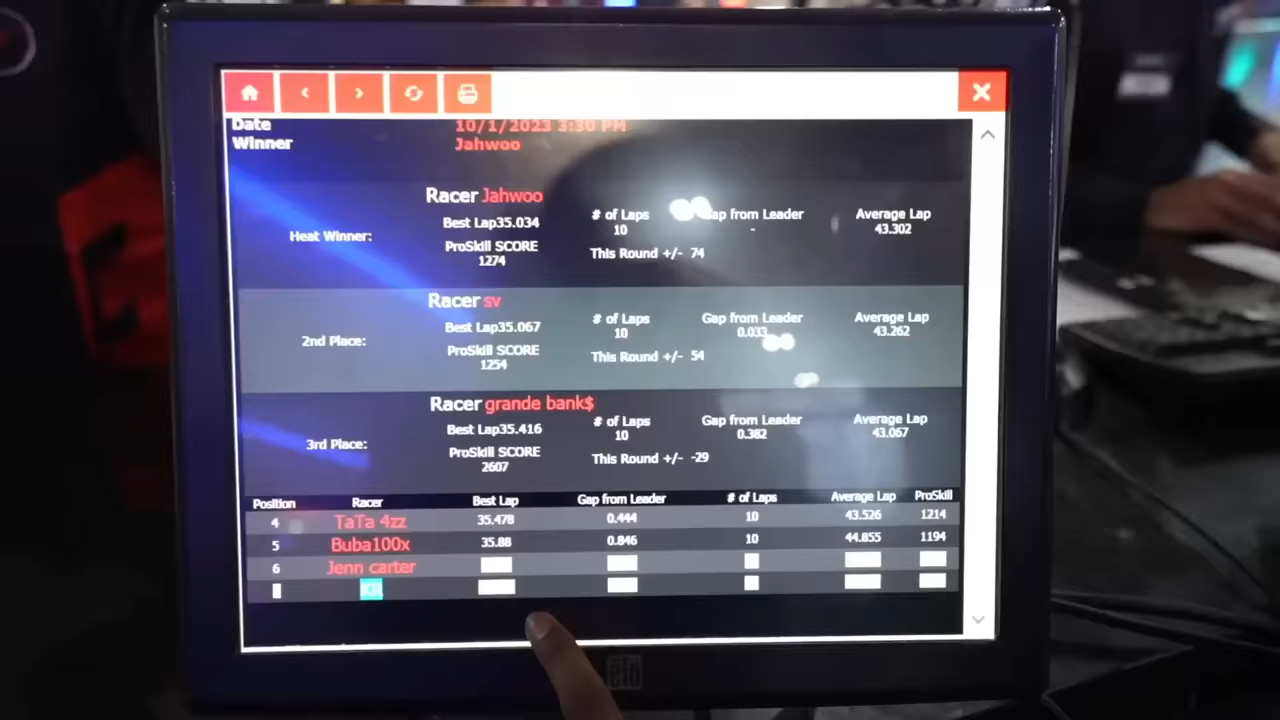 Date 10/1/2023 3:30 PM
Winner Jahwoo
Heat Winner:
Racer Jahwoo
Best Lap35.034
# of Laps
10
Gap from Leader
-
Average Lap
43.302
ProSkill SCORE
1274
This Round +/- 74
2nd Place:
Racer sv
Best Lap35.067
# of Laps
10
Gap from Leader
0.033
Average Lap
43.262
ProSkill SCORE
1254
This Round +/- 54
3rd Place:
Racer grande bank$
Best Lap35.416
# of Laps
10
Gap from Leader
0.382
Average Lap
43.067
ProSkill SCORE
2607
This Round +/- -29
Position Racer Best Lap Gap from Leader # of Laps Average Lap ProSkill
4 TaTa 4zz 35.478 0.444 10 43.526 1214
5 Buba100x 35.88 0.846 10 44.855 1194
6 Jenn carter
elo